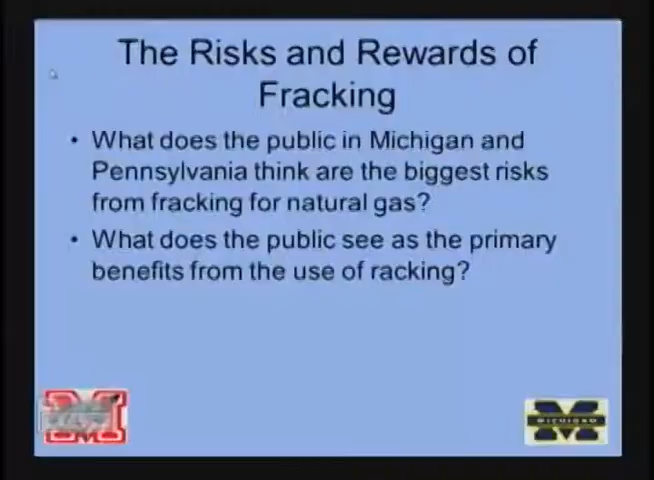 The Risks and Rewards of
Fracking
• What does the public in Michigan and
Pennsylvania think are the biggest risks
from fracking for natural gas?
• What does the public see as the primary
benefits from the use of racking?
M
M
MICHIGAN